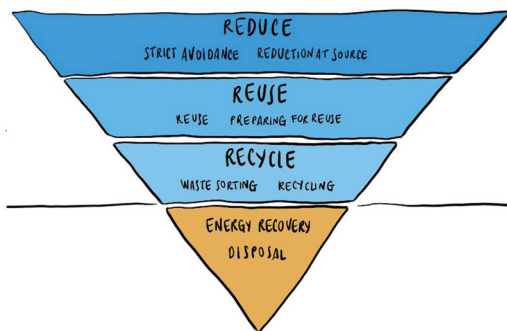 REDUCE
STRICT AVOIDANCE REDUCTION AT SOURCE
REUSE
REUSE PREPARING FOR REUSE
RECYCLE
WASTE SORTING RECYCLING
ENERGY RECOVERY
DISPOSAL